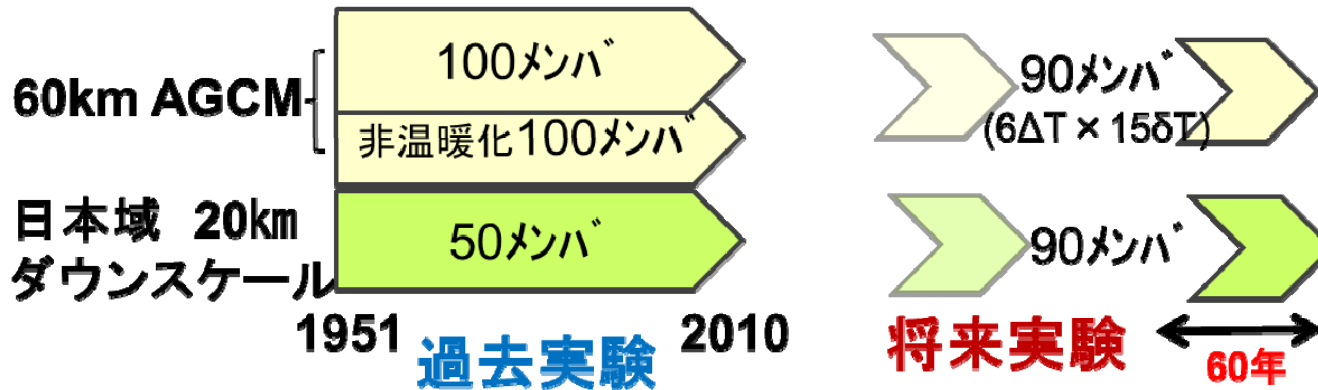 60km AGCM
100メンバ゛
非温暖化100メンバ゛
90メンバ゛
(6ΔT × 15δT)
日本域 20㎞
ダウンスケール
50メンバ゛
90メンバ゛
1951
過去実験
2010
将来実験
60年